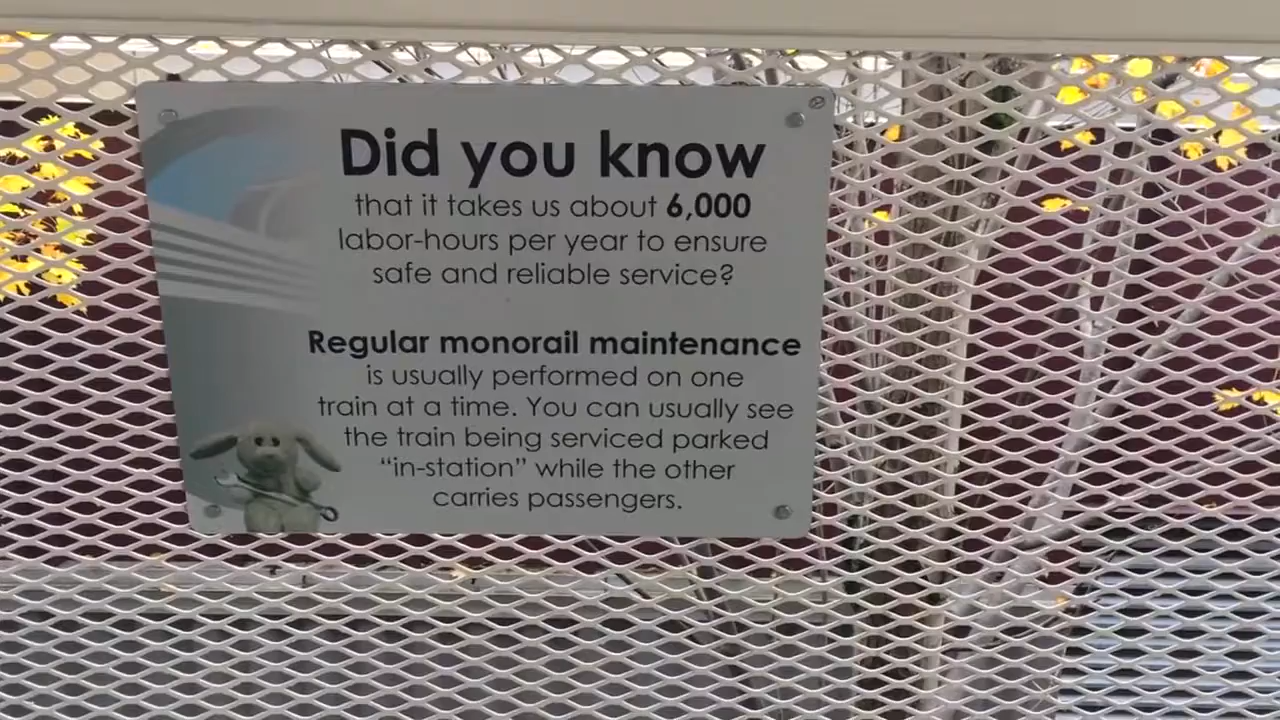 Did you know
that it takes us about 6,000
labor-hours per year to ensure
safe and reliable service?
Regular monorail maintenance
is usually performed on one
train at a time. You can usually see
the train being serviced parked
“in-station” while the other
carries passengers.